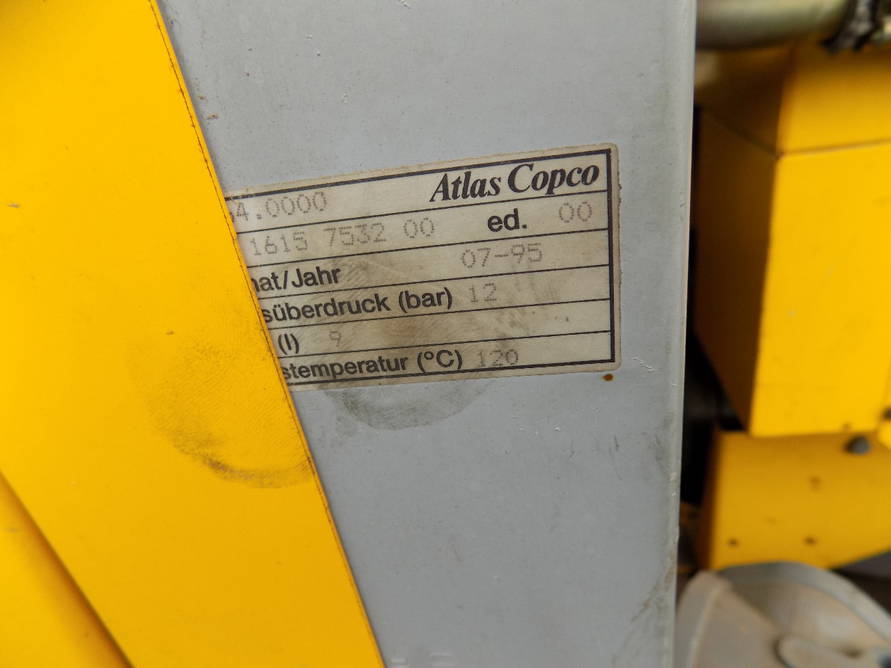 Atlas Copco
4.0000
1615 7532 00 ed. 00
nat/Jahr 07-95
süberdruck (bar) 12
(l) 9
stemperatur (°C) 120